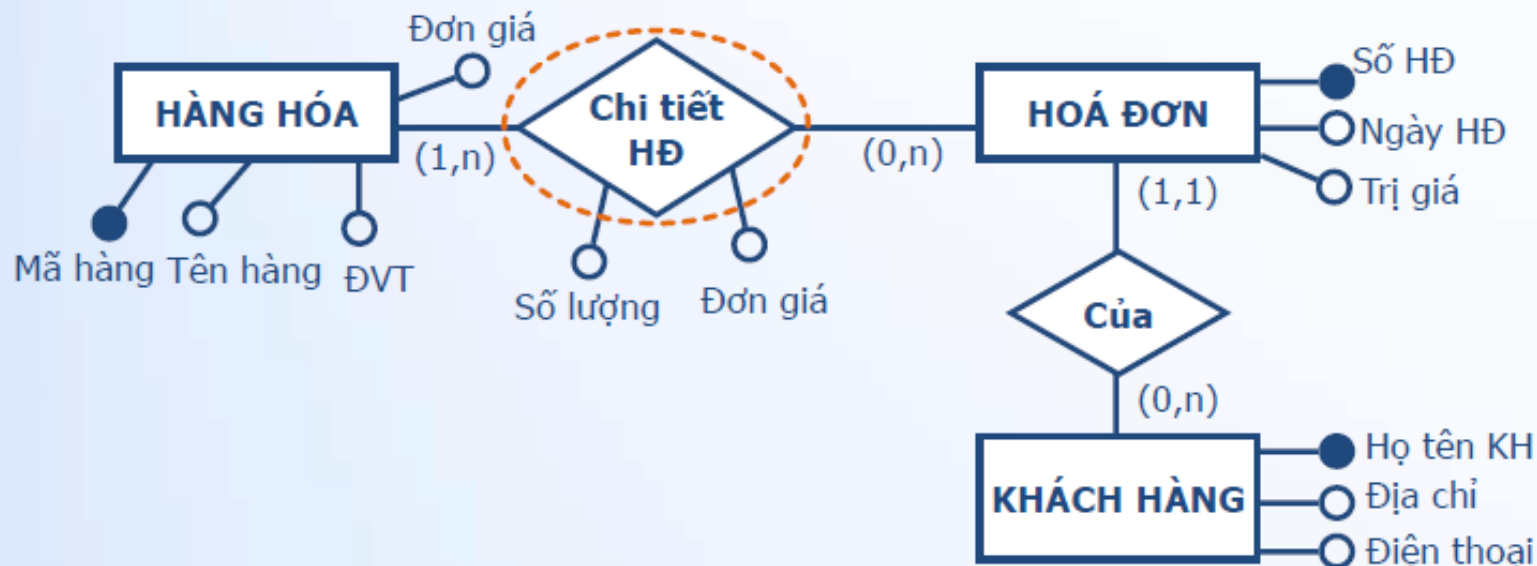 Đơn giá
HÀNG HÓA
(1,n)
Mã hàng
Tên hàng
ĐVT
Chi tiết
HĐ
Số lượng
Đơn giá
(0,n)
HOÁ ĐƠN
Số HĐ
Ngày HĐ
Trị giá
(1,1)
Của
(0,n)
KHÁCH HÀNG
Họ tên KH
Địa chỉ
Điện thoại